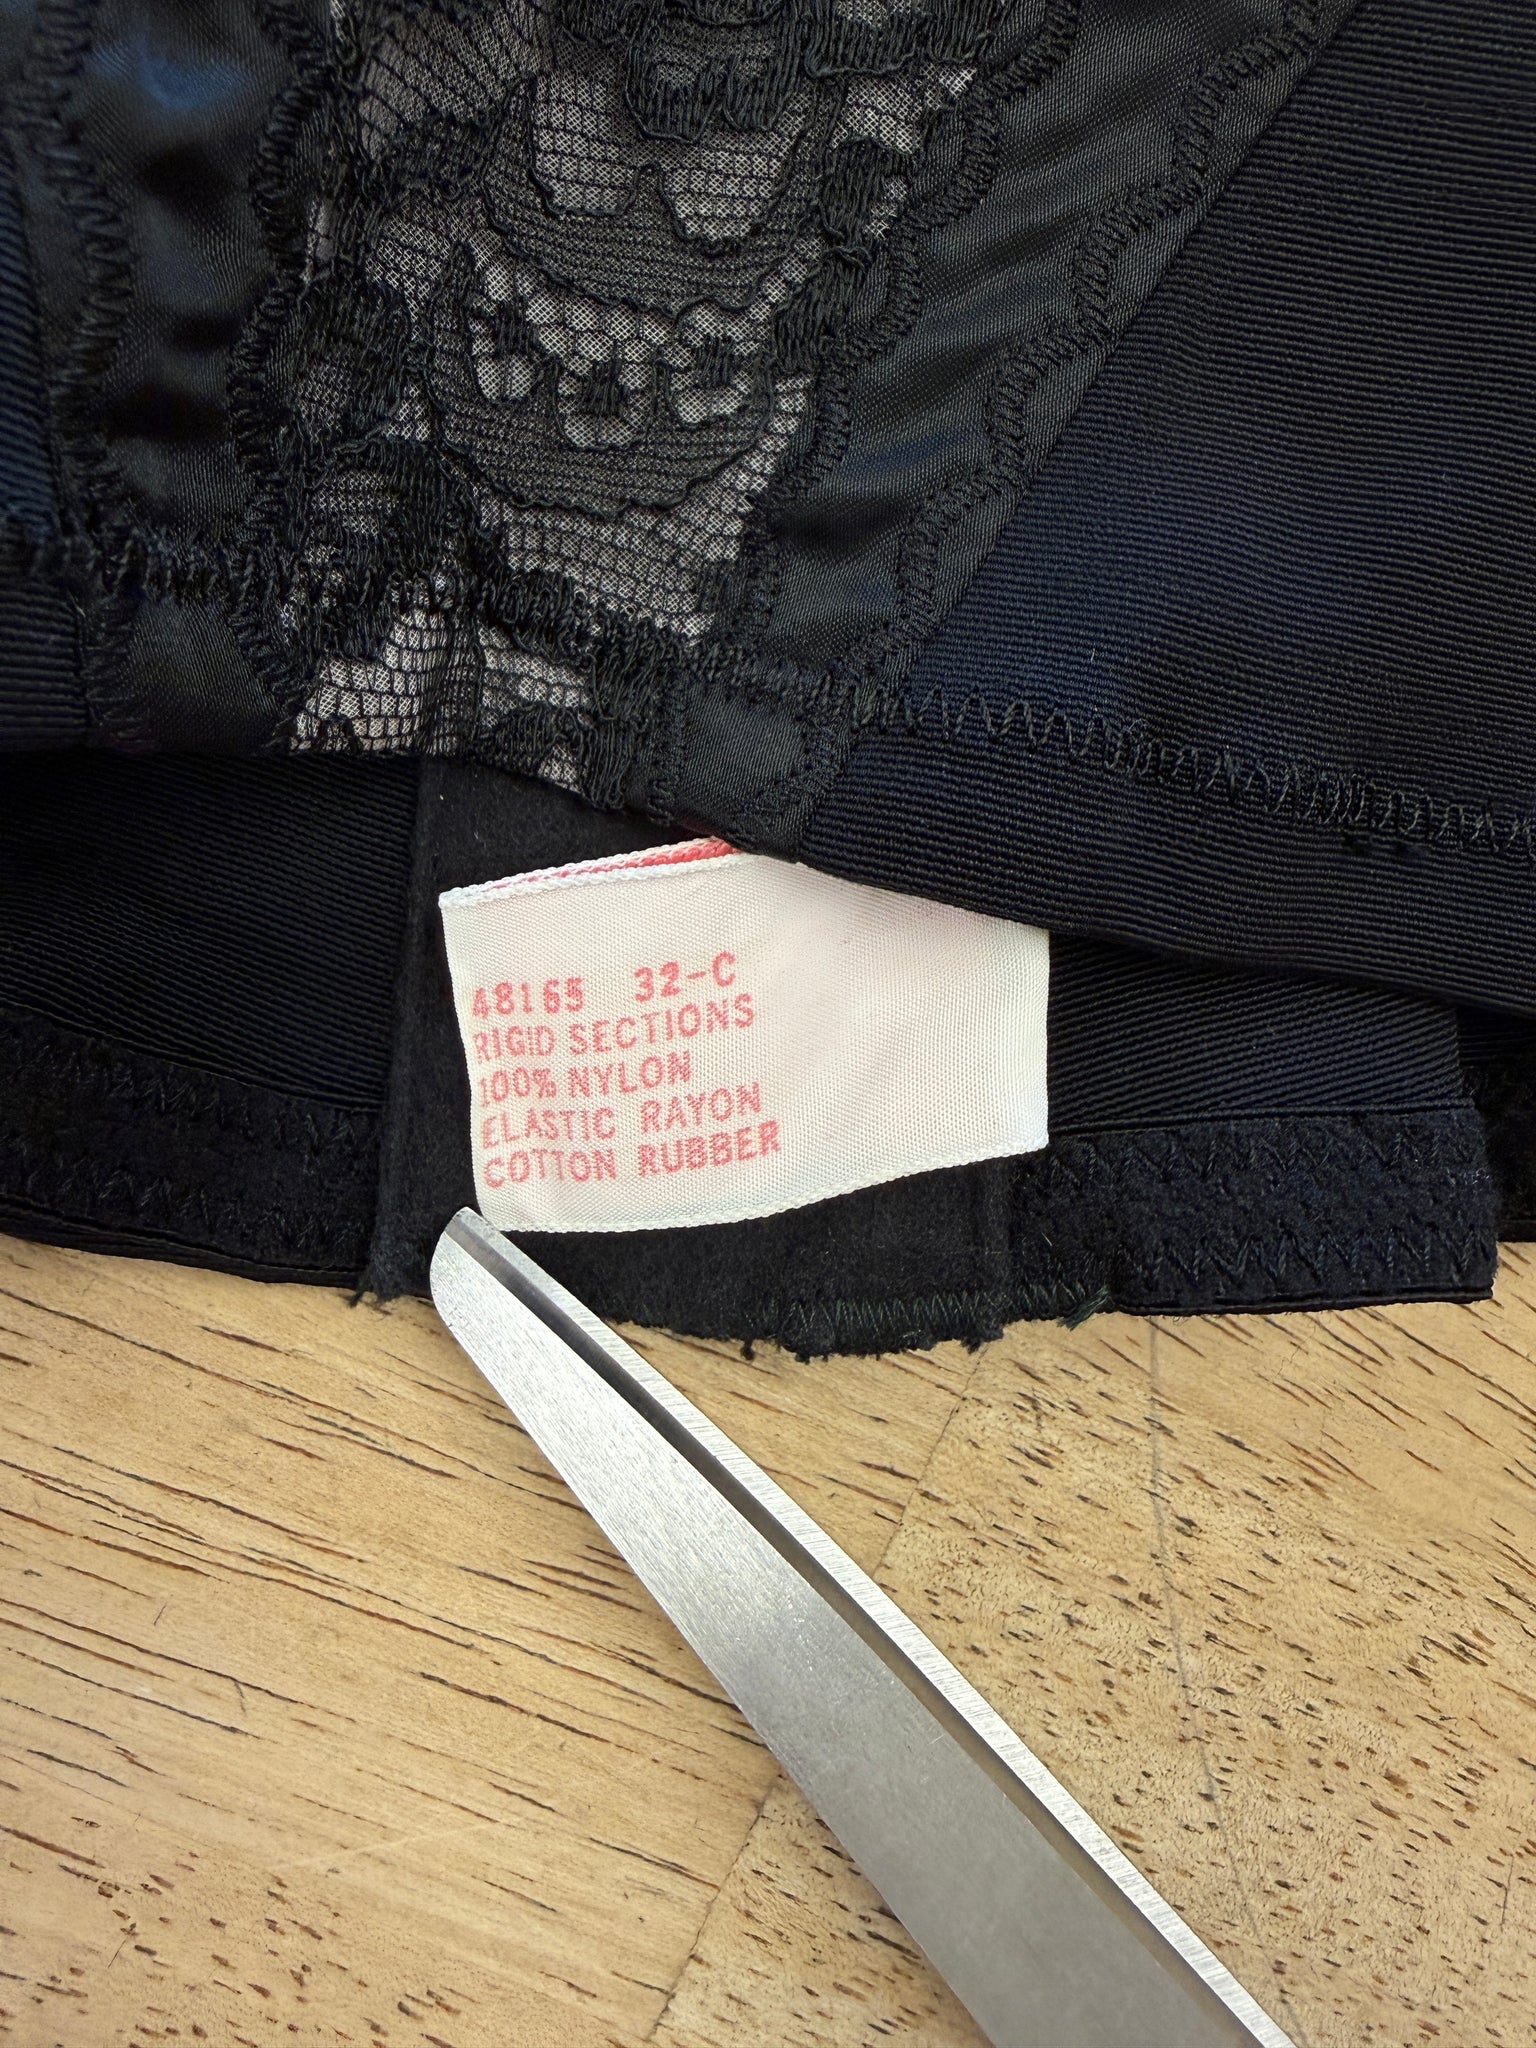 48165 32-C
RIGID SECTIONS
100% NYLON
ELASTIC RAYON
COTTON RUBBER